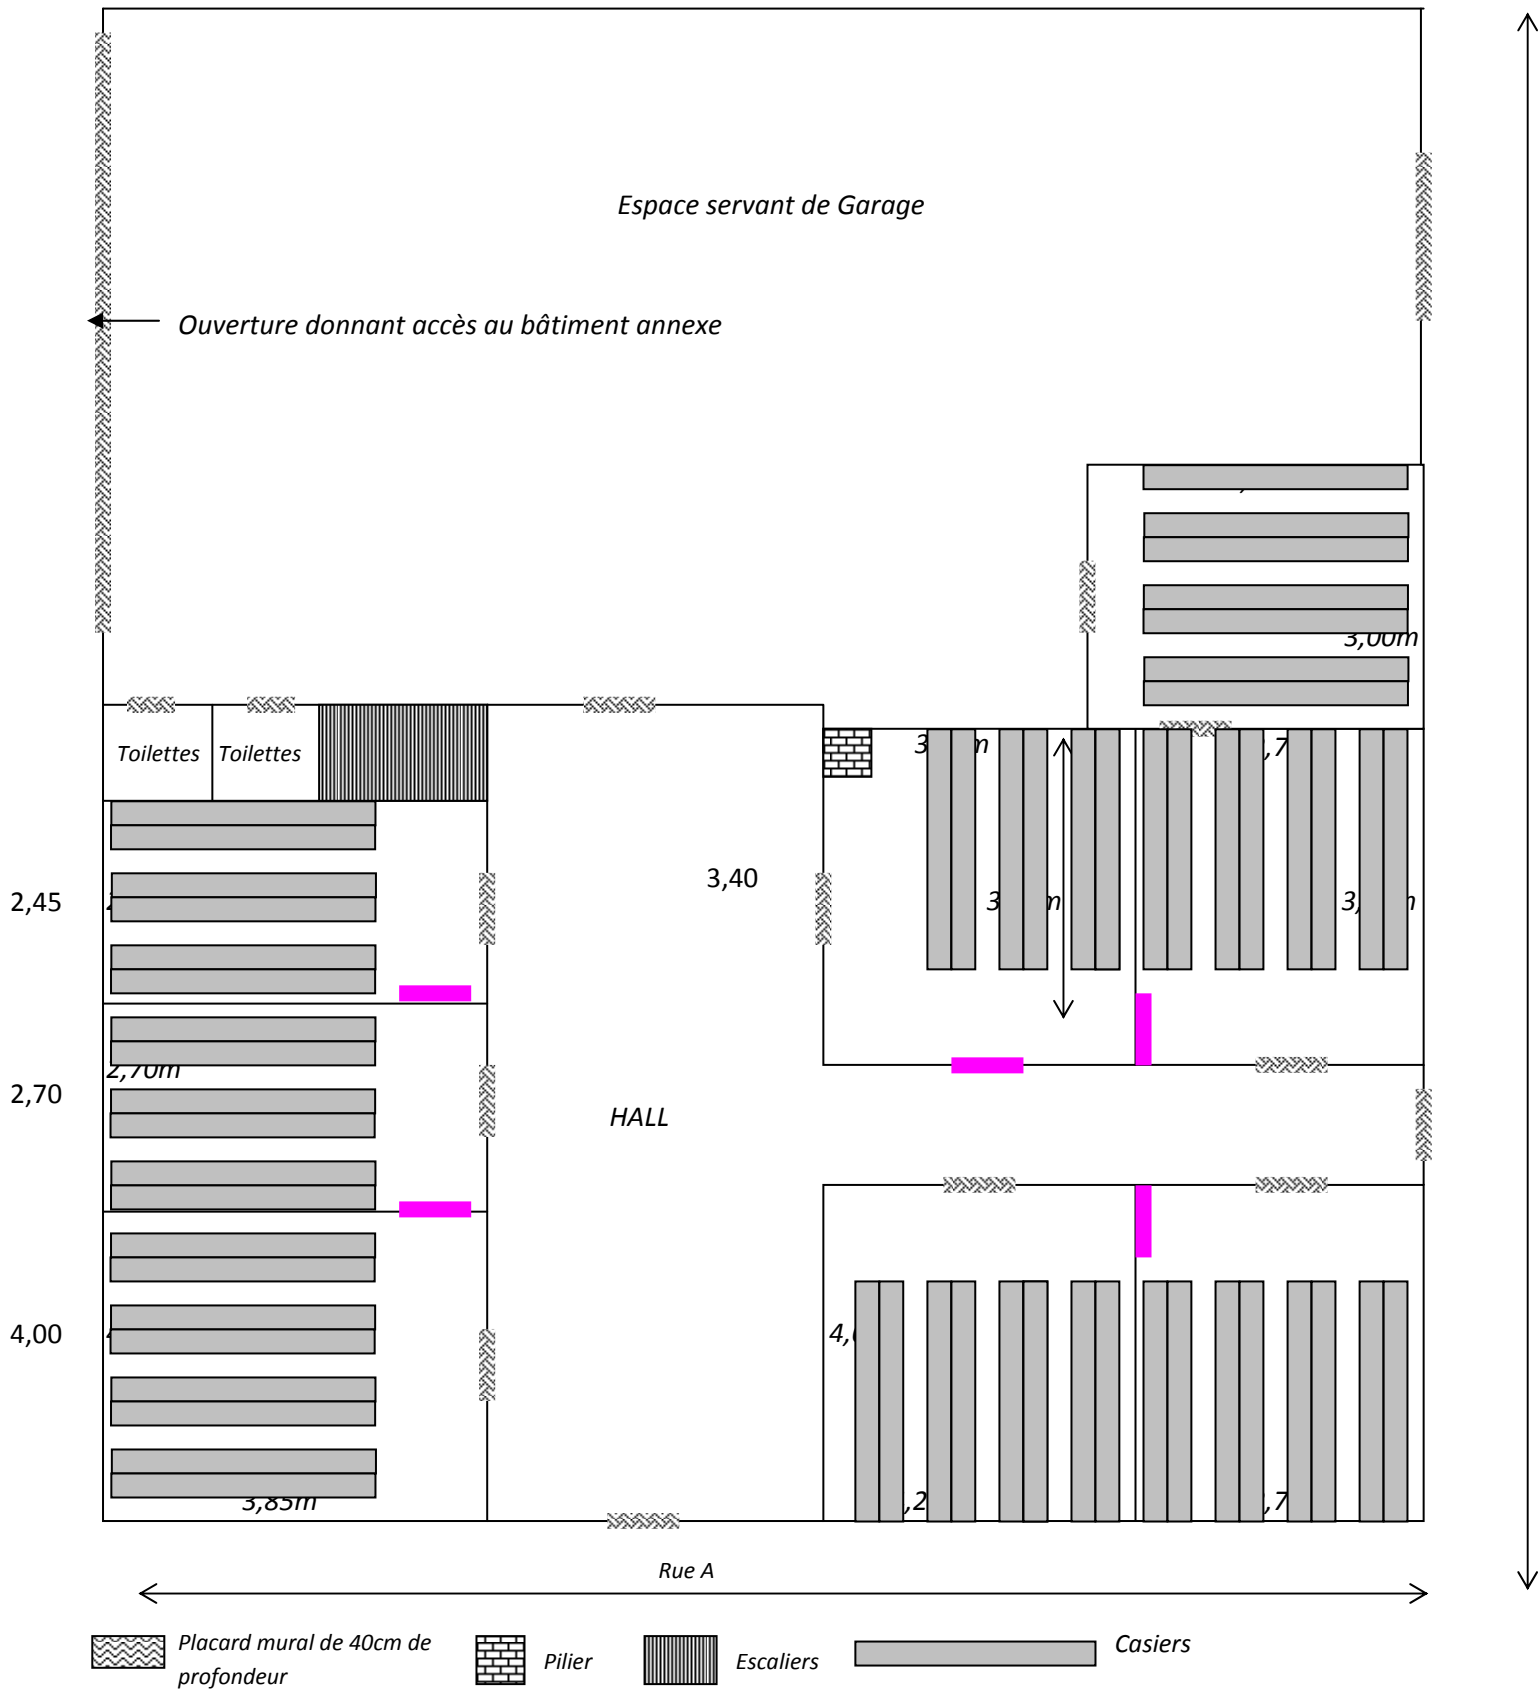 Espace servant de Garage
Ouverture donnant accès au bâtiment annexe
3,00m
Toilettes Toilettes
3,40
2,45
2,70m
2,70
HALL
4,00
3,85m
Rue A
Placard mural de 40cm de
profondeur
Pilier
Escaliers
Casiers